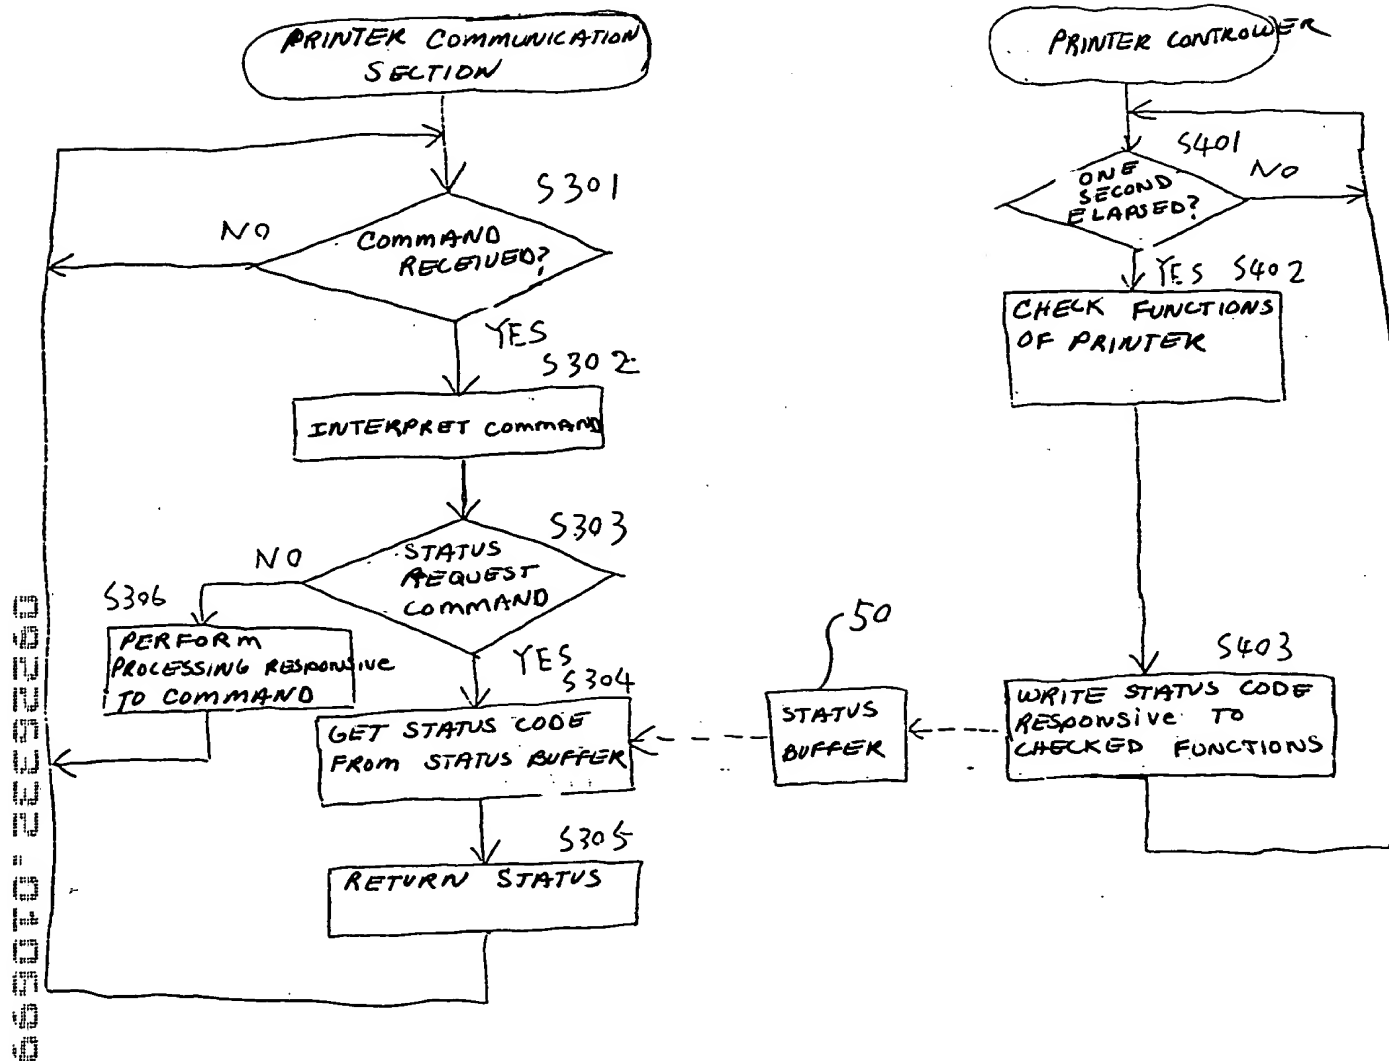 PRINTER COMMUNICATION
SECTION
S301
NO
COMMAND
RECEIVED?
YES
S302
INTERPRET COMMAND
S303
NO
STATUS
REQUEST
COMMAND
S306
PERFORM
PROCESSING RESPONSIVE
TO COMMAND
YES
S304
GET STATUS CODE
FROM STATUS BUFFER
S305
RETURN STATUS
50
STATUS
BUFFER
PRINTER CONTROLLER
S401
ONE
SECOND
ELAPSED?
NO
YES S402
CHECK FUNCTIONS
OF PRINTER
S403
WRITE STATUS CODE
RESPONSIVE TO
CHECKED FUNCTIONS